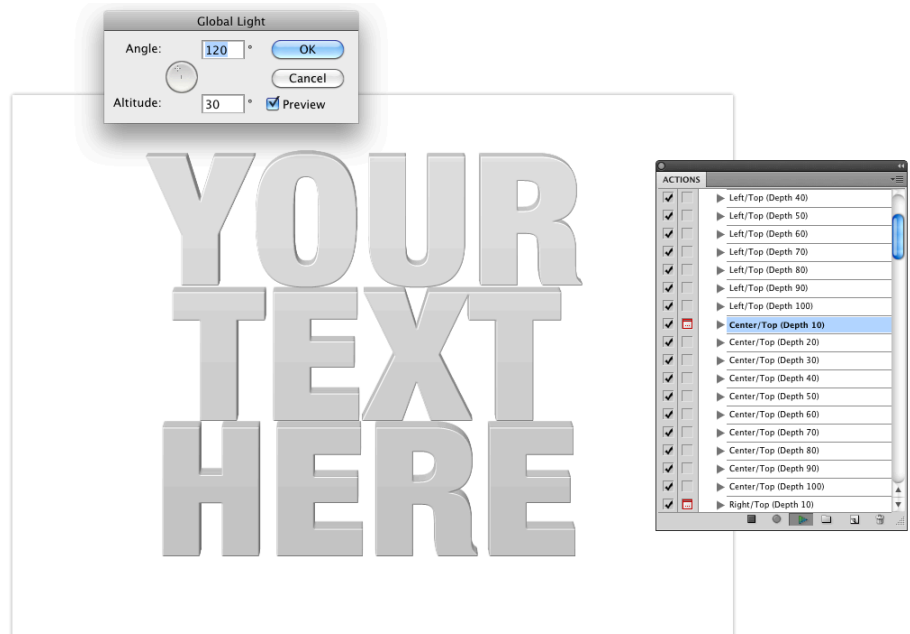 Global Light
Angle: 120 ° OK
Cancel
Altitude: 30 ° Preview
YOUR
TEXT
HERE
ACTIONS
Left/Top (Depth 40)
Left/Top (Depth 50)
Left/Top (Depth 60)
Left/Top (Depth 70)
Left/Top (Depth 80)
Left/Top (Depth 90)
Left/Top (Depth 100)
Center/Top (Depth 10)
Center/Top (Depth 20)
Center/Top (Depth 30)
Center/Top (Depth 40)
Center/Top (Depth 50)
Center/Top (Depth 60)
Center/Top (Depth 70)
Center/Top (Depth 80)
Center/Top (Depth 90)
Center/Top (Depth 100)
Right/Top (Depth 10)